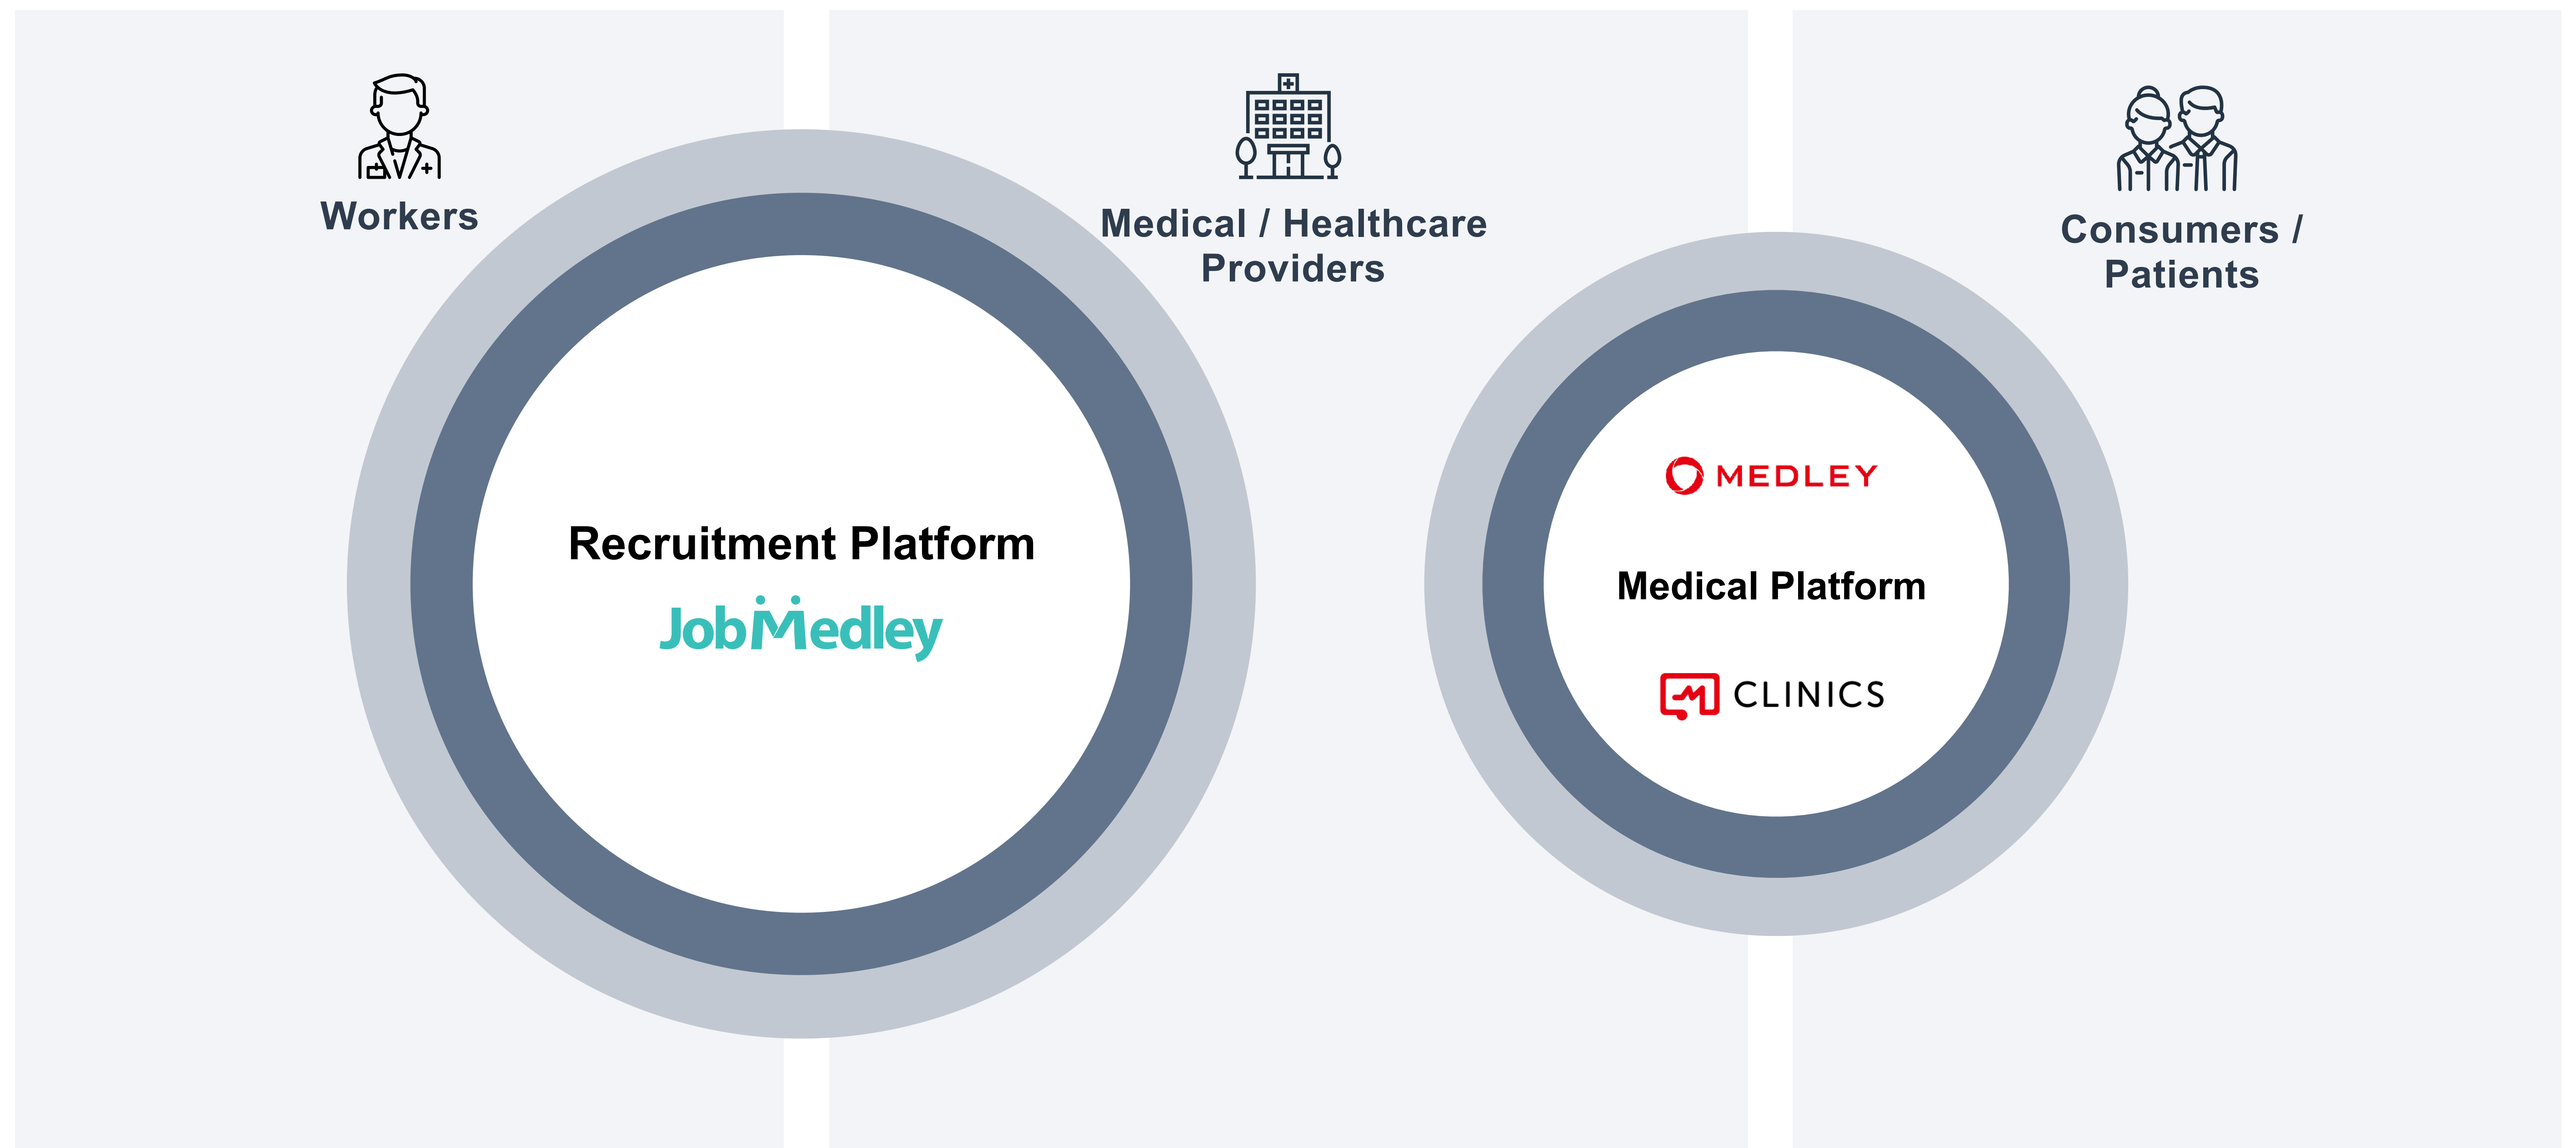 Workers
Medical / Healthcare
Providers
Consumers /
Patients
Recruitment Platform
JobMedley
MEDLEY
Medical Platform
CLINICS